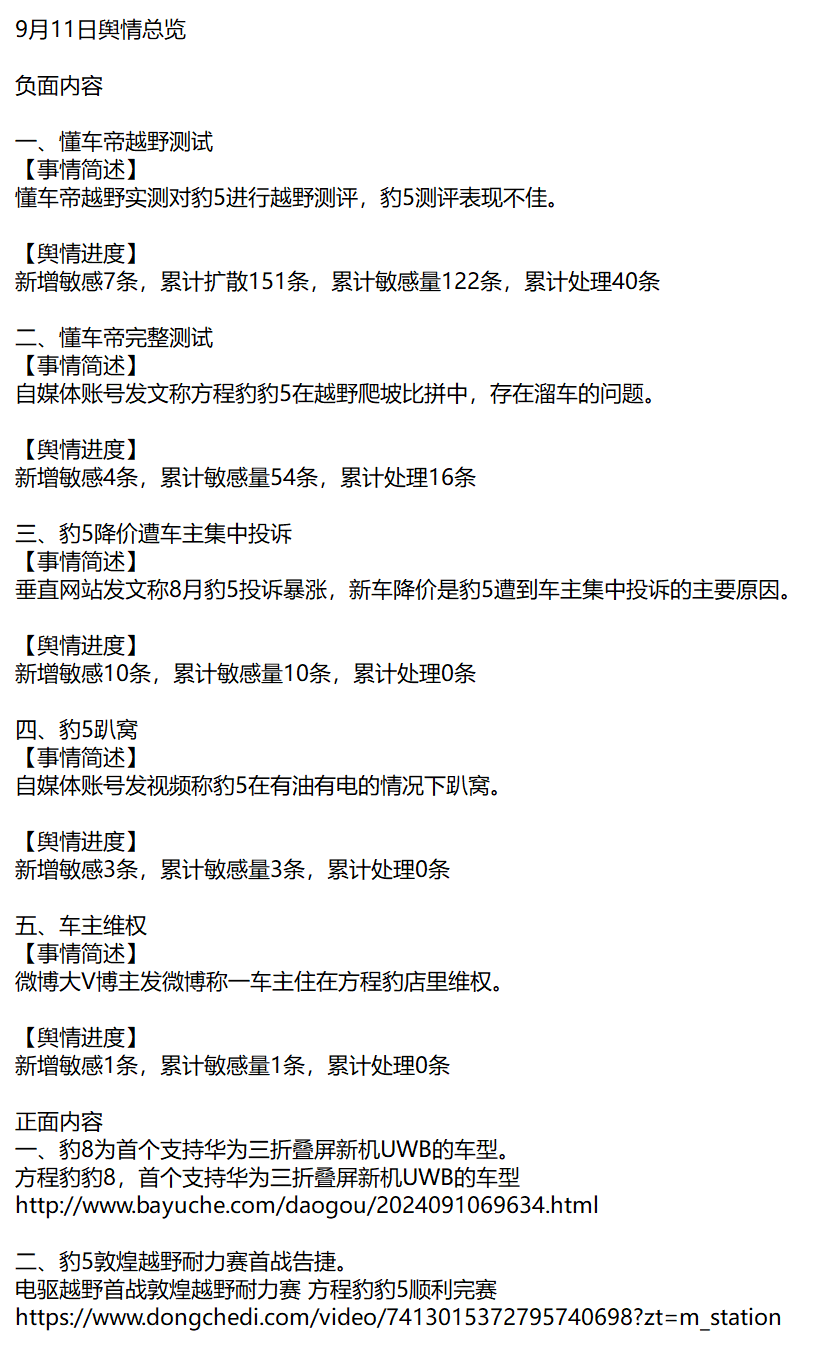 9月11日舆情总览
负面内容
一、懂车帝越野测试
【事情简述】
懂车帝越野实测对豹5进行越野测评，豹5测评表现不佳。
【舆情进度】
新增敏感7条，累计扩散151条，累计敏感量122条，累计处理40条
二、懂车帝完整测试
【事情简述】
自媒体账号发文称方程豹豹5在越野爬坡比拼中，存在溜车的问题。
【舆情进度】
新增敏感4条，累计敏感量54条，累计处理16条
三、豹5降价遭车主集中投诉
【事情简述】
垂直网站发文称8月豹5投诉暴涨，新车降价是豹5遭到车主集中投诉的主要原因。
【舆情进度】
新增敏感10条，累计敏感量10条，累计处理0条
四、豹5趴窝
【事情简述】
自媒体账号发视频称豹5在有油有电的情况下趴窝。
【舆情进度】
新增敏感3条，累计敏感量3条，累计处理0条
五、车主维权
【事情简述】
微博大V博主发微博称一车主住在方程豹店里维权。
【舆情进度】
新增敏感1条，累计敏感量1条，累计处理0条
正面内容
一、豹8为首个支持华为三折叠屏新机UWB的车型。
方程豹豹8，首个支持华为三折叠屏新机UWB的车型
http://www.bayuche.com/daogou/2024091069634.html
二、豹5敦煌越野耐力赛首战告捷。
电驱越野首战敦煌越野耐力赛 方程豹豹5顺利完赛
https://www.dongchedi.com/video/7413015372795740698?zt=m_station